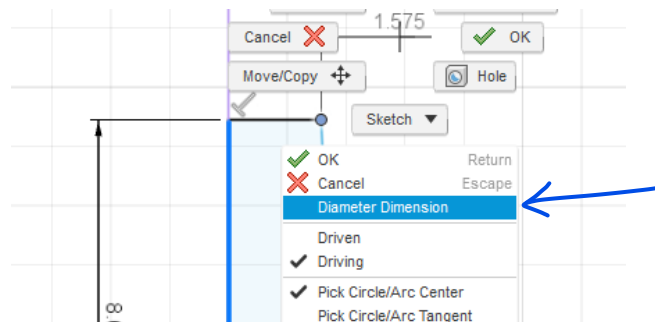 1.575
Cancel OK
Move/Copy Hole
Sketch
OK Return
Cancel Escape
Diameter Dimension
Driven
Driving
Pick Circle/Arc Center
Pick Circle/Arc Tangent